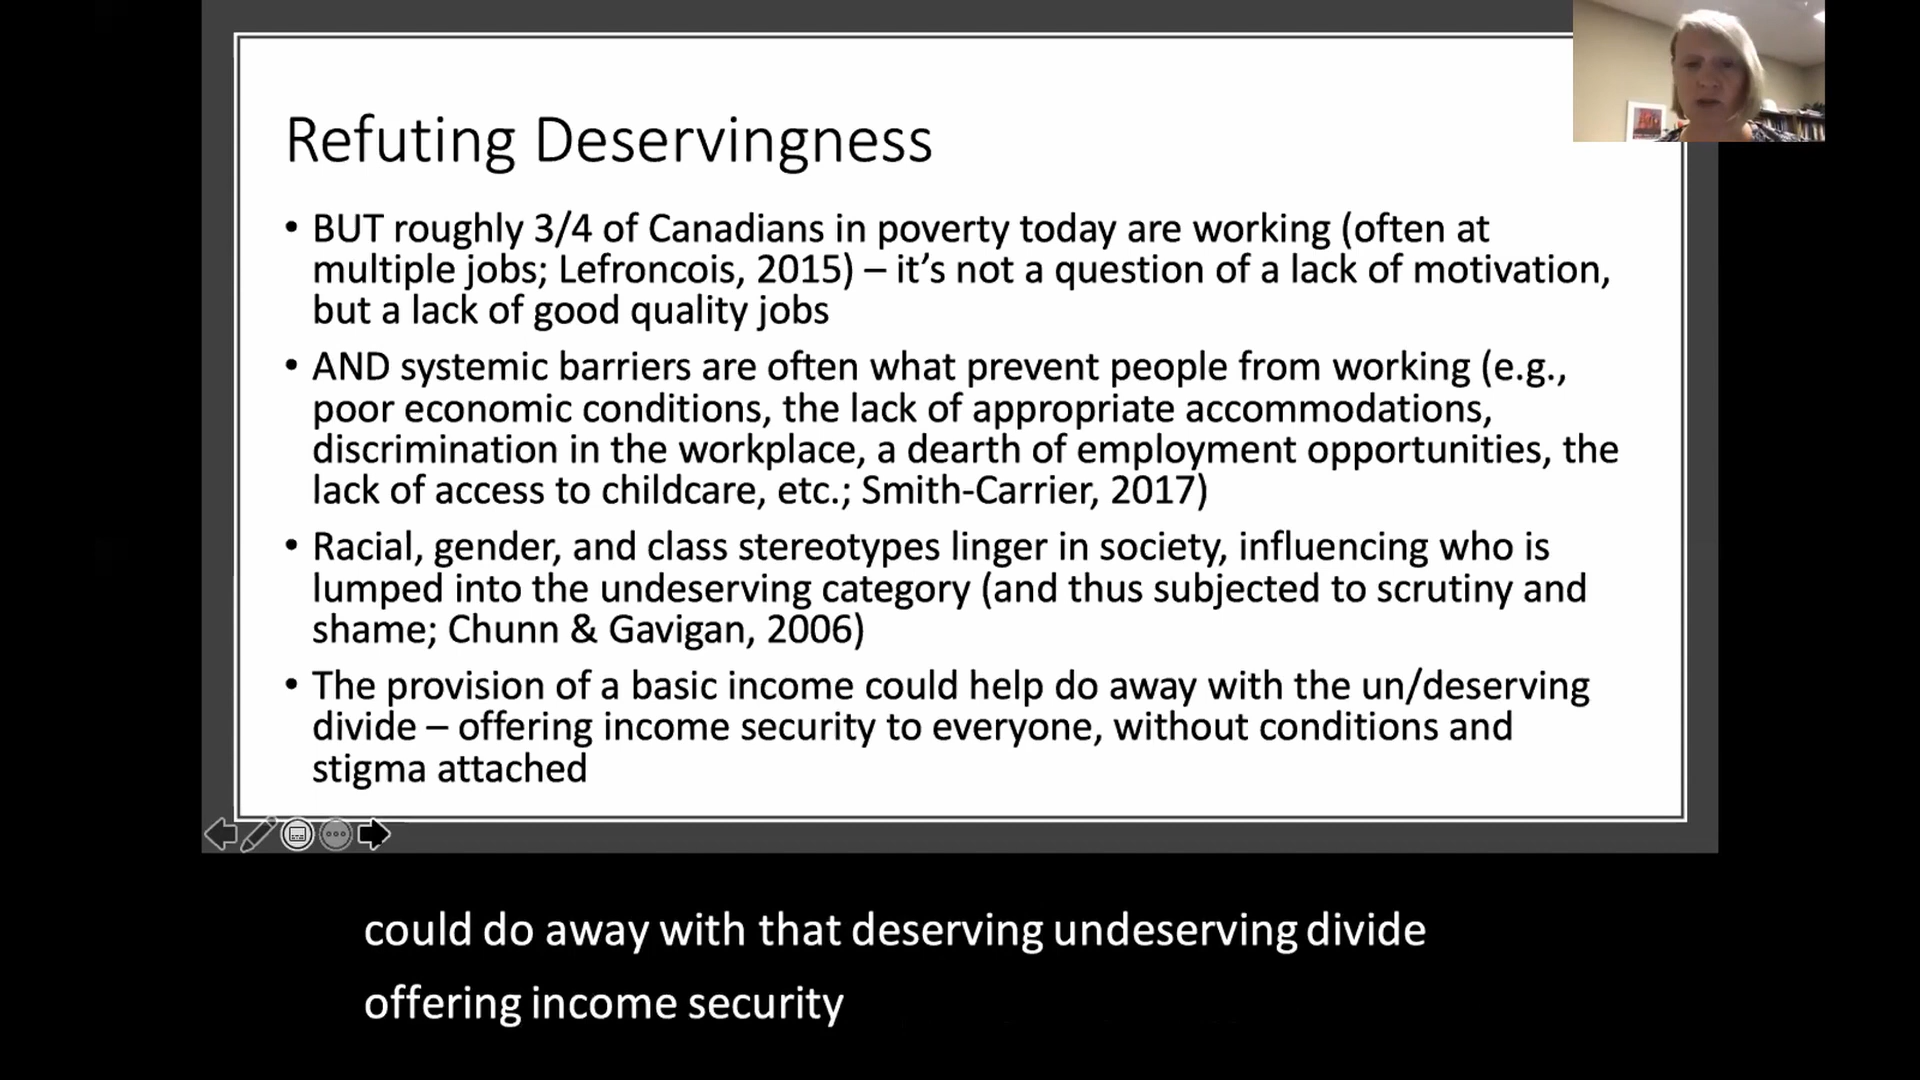 Refuting Deservingness
• BUT roughly 3/4 of Canadians in poverty today are working (often at
multiple jobs; Lefroncois, 2015) – it’s not a question of a lack of motivation,
but a lack of good quality jobs
• AND systemic barriers are often what prevent people from working (e.g.,
poor economic conditions, the lack of appropriate accommodations,
discrimination in the workplace, a dearth of employment opportunities, the
lack of access to childcare, etc.; Smith-Carrier, 2017)
• Racial, gender, and class stereotypes linger in society, influencing who is
lumped into the undeserving category (and thus subjected to scrutiny and
shame; Chunn & Gavigan, 2006)
• The provision of a basic income could help do away with the un/deserving
divide – offering income security to everyone, without conditions and
stigma attached
could do away with that deserving undeserving divide
offering income security